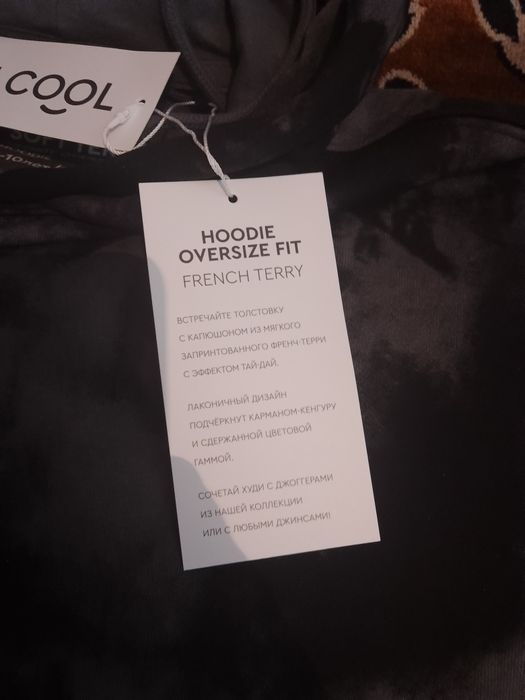 COOL
HOODIE
OVERSIZE FIT
FRENCH TERRY
ВСТРЕЧАЙТЕ ТОЛСТОВКУ
С КАПЮШОНОМ ИЗ МЯГКОГО
ЗАПРИНТОВАННОГО ФРЕНЧ-ТЕРРИ
С ЭФФЕКТОМ ТАЙ-ДАЙ.
ЛАКОНИЧНЫЙ ДИЗАЙН
ПОДЧЁРКНУТ КАРМАНОМ-КЕНГУРУ
И СДЕРЖАННОЙ ЦВЕТОВОЙ
ГАММОЙ.
СОЧЕТАЙ ХУДИ С ДЖОГГЕРАМИ
ИЗ НАШЕЙ КОЛЛЕКЦИИ
ИЛИ С ЛЮБЫМИ ДЖИНСАМИ!